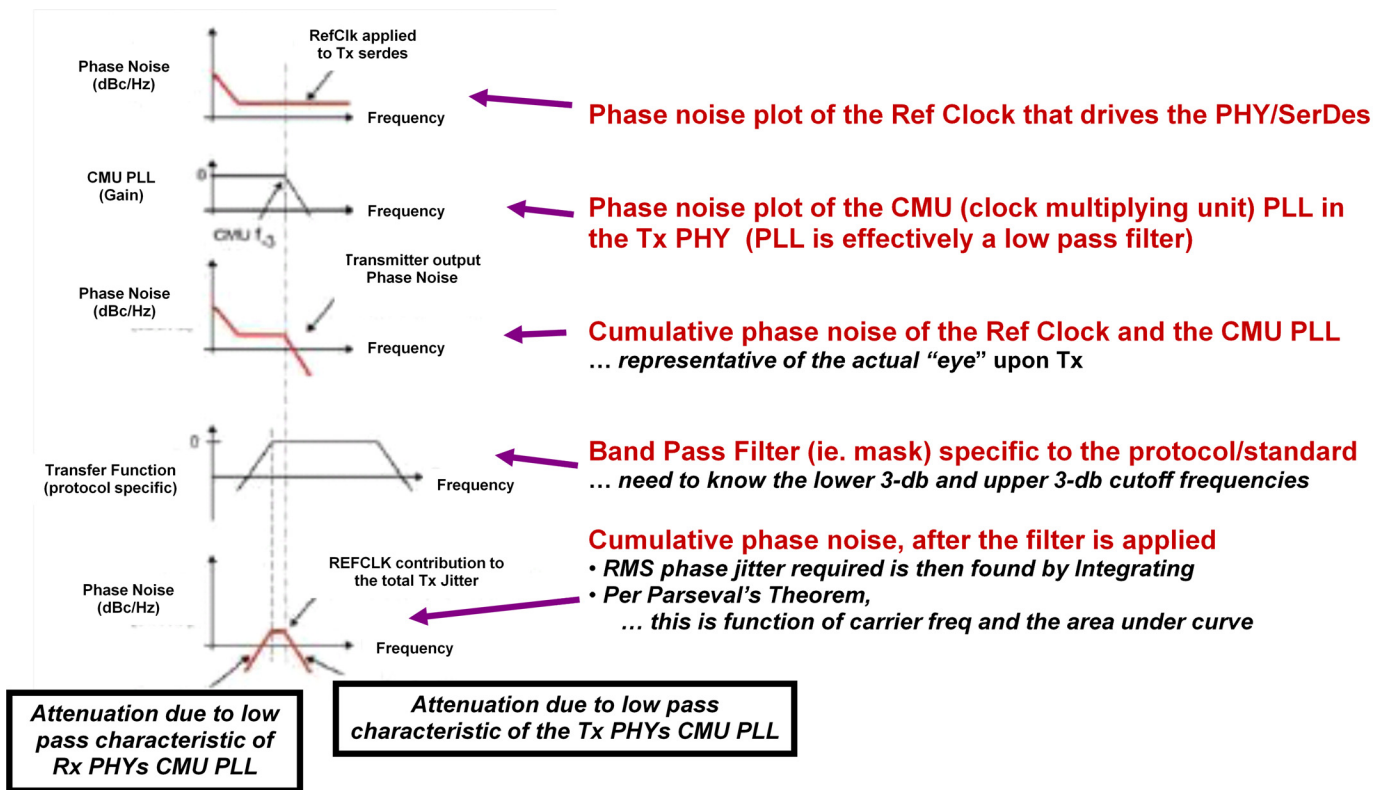 Phase Noise
(dBc/Hz)
RefClk applied
to Tx serdes
Frequency
Phase noise plot of the Ref Clock that drives the PHY/SerDes
CMU PLL
(Gain)
0
Frequency
CMU f-3
Phase noise plot of the CMU (clock multiplying unit) PLL in
the Tx PHY (PLL is effectively a low pass filter)
Phase Noise
(dBc/Hz)
Transmitter output
Phase Noise
Frequency
Cumulative phase noise of the Ref Clock and the CMU PLL
… representative of the actual “eye” upon Tx
0
Transfer Function
(protocol specific)
Frequency
Band Pass Filter (ie. mask) specific to the protocol/standard
… need to know the lower 3-db and upper 3-db cutoff frequencies
Phase Noise
(dBc/Hz)
REFCLK contribution to
the total Tx Jitter
Frequency
Cumulative phase noise, after the filter is applied
• RMS phase jitter required is then found by Integrating
• Per Parseval’s Theorem,
… this is function of carrier freq and the area under curve
Attenuation due to low
pass characteristic of
Rx PHYs CMU PLL
Attenuation due to low pass
characteristic of the Tx PHYs CMU PLL